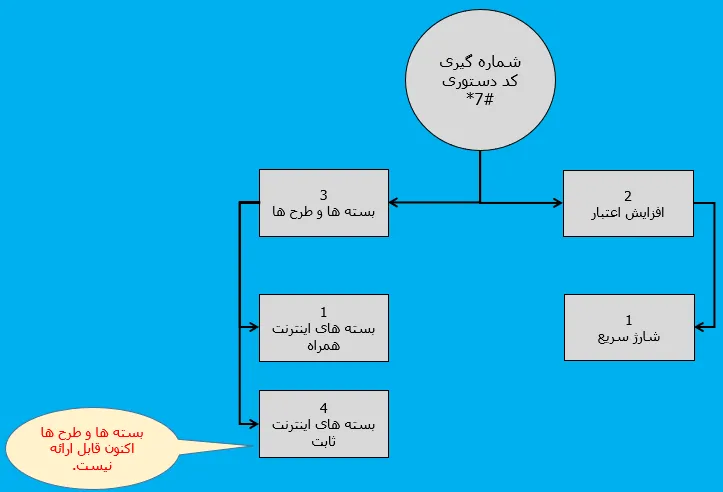 شماره گیری
کد دستوری
*7#
2
افزایش اعتبار
3
بسته ها و طرح ها
1
شارژ سریع
1
بسته های اینترنت
همراه
4
بسته های اینترنت
ثابت
بسته ها و طرح ها
اکنون قابل ارائه
نیست.